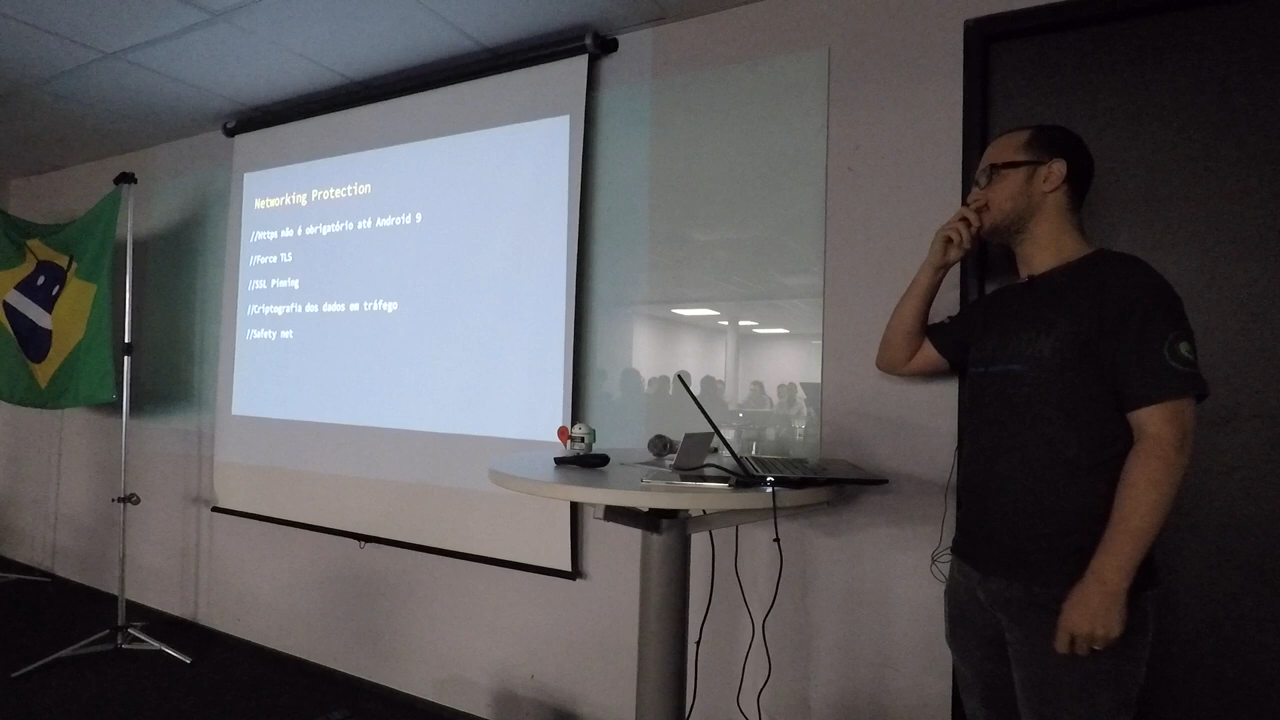 Networking Protection
//Https não é obrigatório até Android 9
//Force TLS
//SSL Pinning
//Criptografia dos dados em tráfego
//Safety net